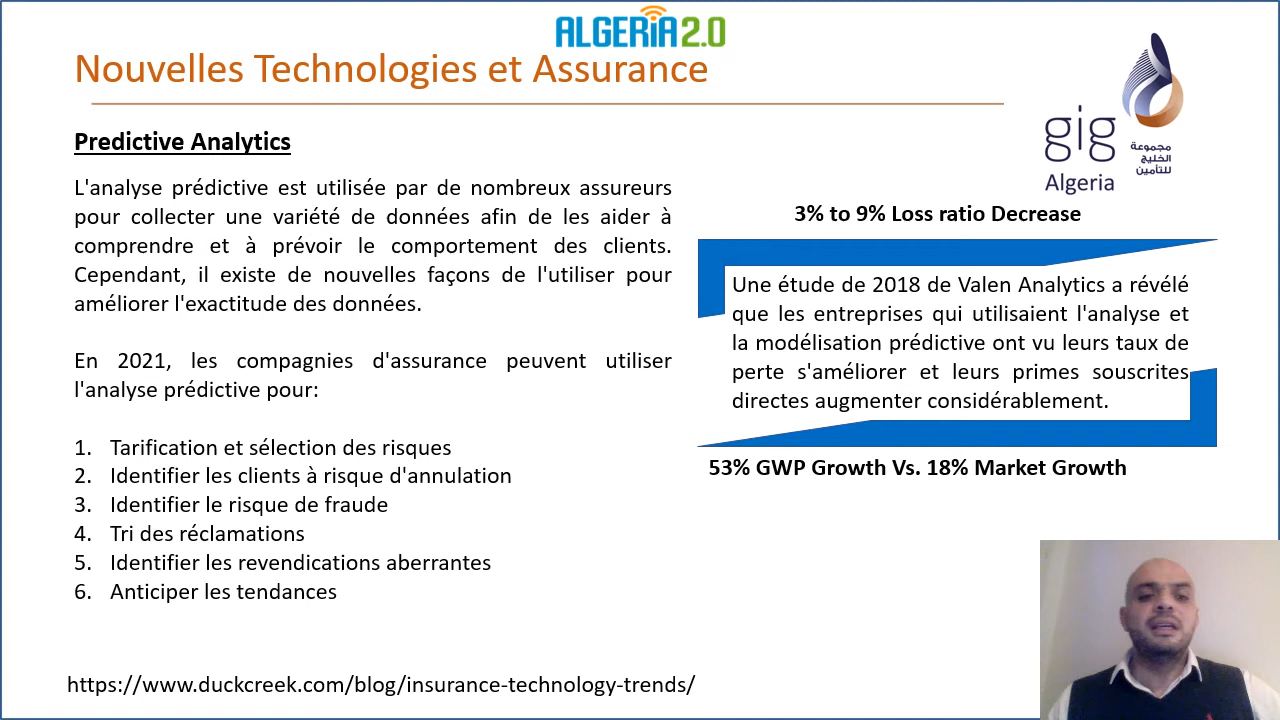 ALGERiA2.0
Nouvelles Technologies et Assurance
gig
Algeria
مجموعة
الخليج
للتأمين
Predictive Analytics
L'analyse prédictive est utilisée par de nombreux assureurs
pour collecter une variété de données afin de les aider à
comprendre et à prévoir le comportement des clients.
Cependant, il existe de nouvelles façons de l'utiliser pour
améliorer l'exactitude des données.
En 2021, les compagnies d'assurance peuvent utiliser
l'analyse prédictive pour:
1. Tarification et sélection des risques
2. Identifier les clients à risque d'annulation
3. Identifier le risque de fraude
4. Tri des réclamations
5. Identifier les revendications aberrantes
6. Anticiper les tendances
3% to 9% Loss ratio Decrease
Une étude de 2018 de Valen Analytics a révélé
que les entreprises qui utilisaient l'analyse et
la modélisation prédictive ont vu leurs taux de
perte s'améliorer et leurs primes souscrites
directes augmenter considérablement.
53% GWP Growth Vs. 18% Market Growth
https://www.duckcreek.com/blog/insurance-technology-trends/